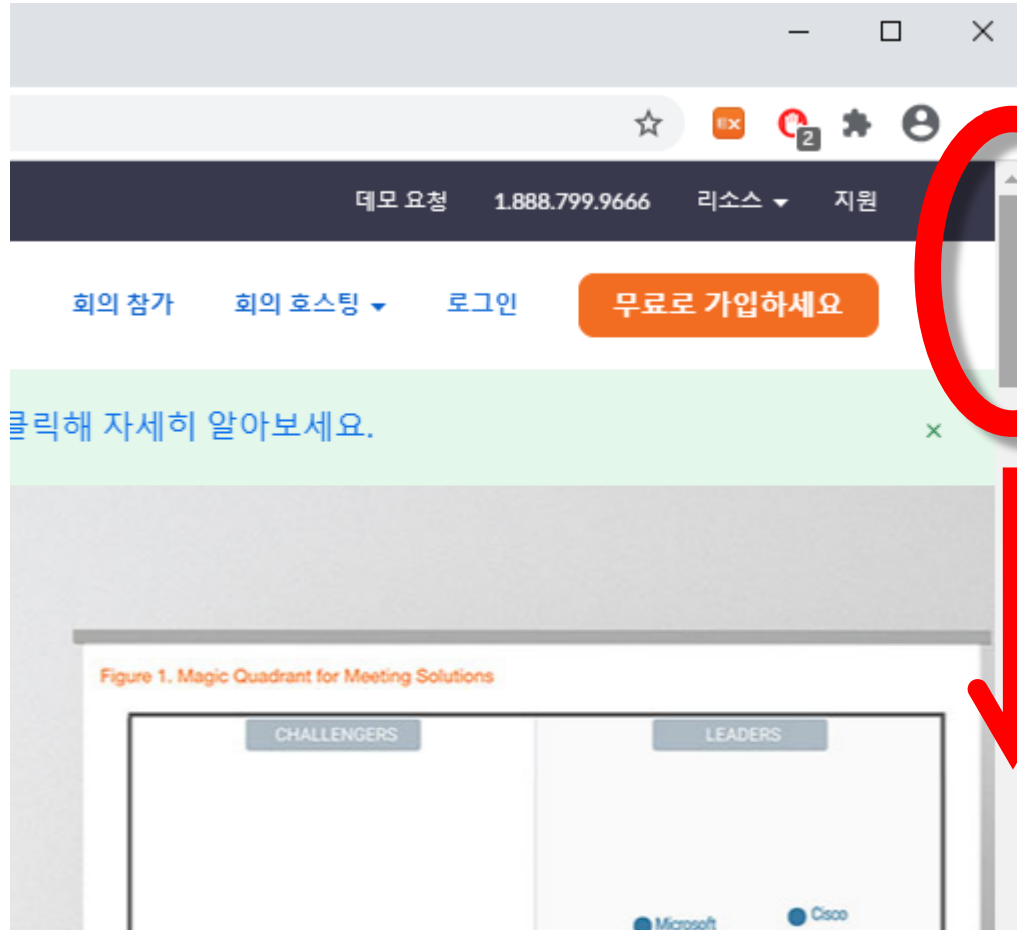 EX
2
데모 요청 1.888.799.9666 리소스 지원
회의 참가 회의 호스팅 로그인 무료로 가입하세요
클릭해 자세히 알아보세요.
Figure 1. Magic Quadrant for Meeting Solutions
CHALLENGERS LEADERS
Microsoft Cisco